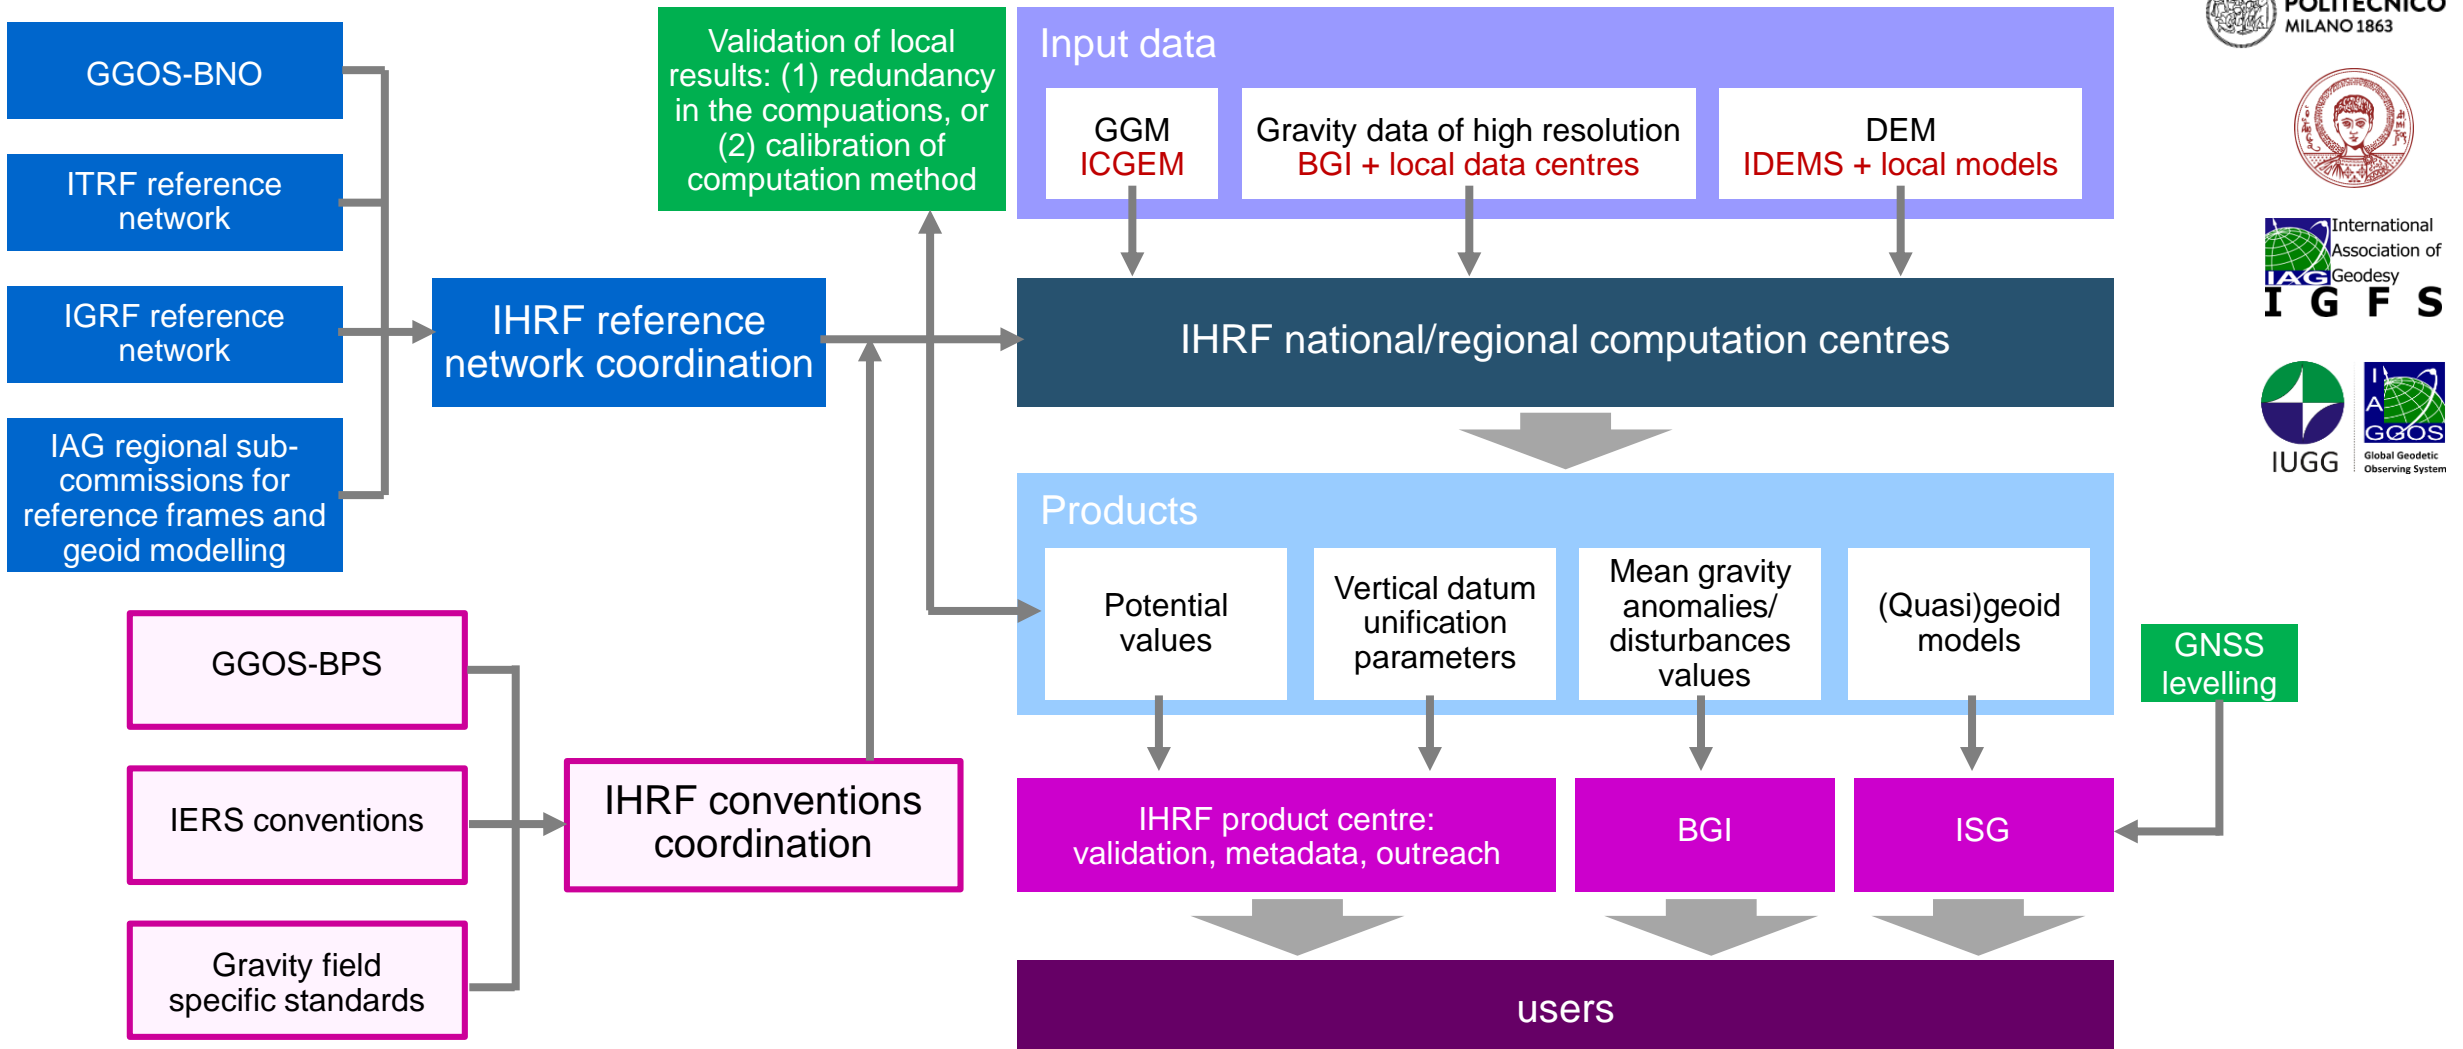 GGOS-BNO
ITRF reference
network
IGRF reference
network
IAG regional sub-
commissions for
reference frames and
geoid modelling
IHRF reference
network coordination
GGOS-BPS
IERS conventions
Gravity field
specific standards
IHRF conventions
coordination
Validation of local
results: (1) redundancy
in the compuations, or
(2) calibration of
computation method
Input data
GGM
ICGEM
Gravity data of high resolution
BGI + local data centres
DEM
IDEMS + local models
IHRF national/regional computation centres
Products
Potential
values
Vertical datum
unification
parameters
Mean gravity
anomalies/
disturbances
values
(Quasi)geoid
models
GNSS
levelling
IHRF product centre:
validation, metadata, outreach
BGI
ISG
users
POLITECNICO
MILANO 1863
International
Association of
Geodesy
IAG
I G F S
IUGG
I
A
GGOS
Global Geodetic
Observing System